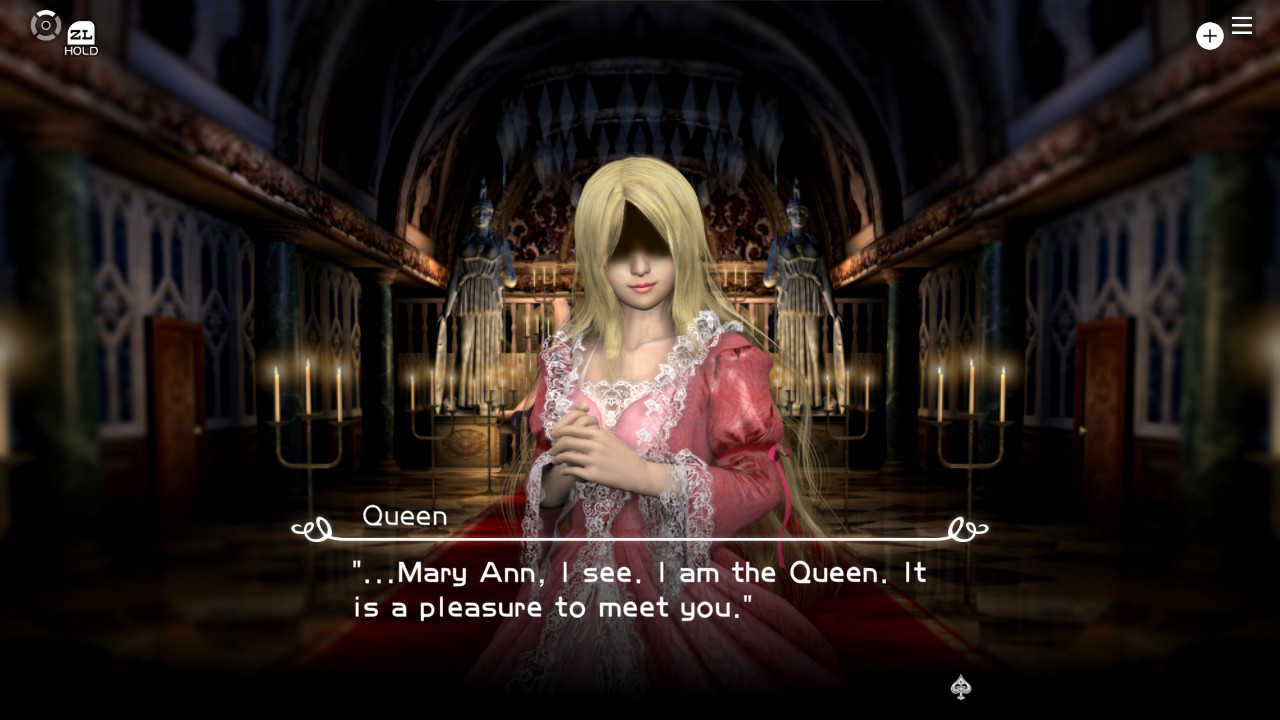 ZL
HOLD
Queen
"...Mary Ann, I see. I am the Queen. It
is a pleasure to meet you."